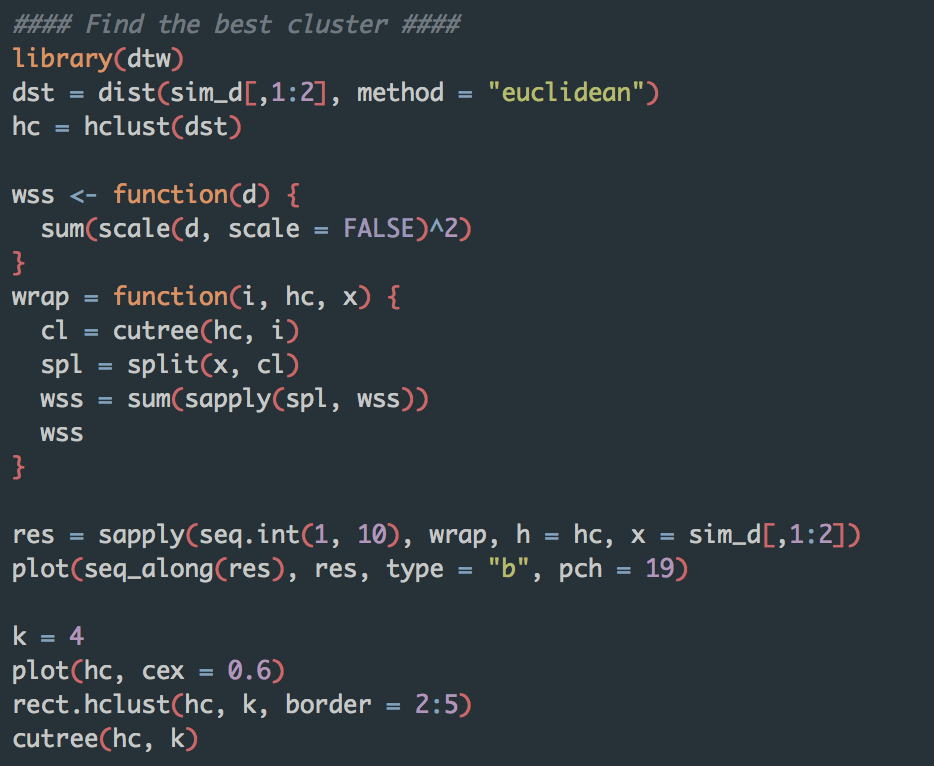 #### Find the best cluster ####
library(dtw)
dst = dist(sim_d[,1:2], method = "euclidean")
hc = hclust(dst)
wss <- function(d) {
  sum(scale(d, scale = FALSE)^2)
}
wrap = function(i, hc, x) {
  cl = cutree(hc, i)
  spl = split(x, cl)
  wss = sum(sapply(spl, wss))
  wss
}
res = sapply(seq.int(1, 10), wrap, h = hc, x = sim_d[,1:2])
plot(seq_along(res), res, type = "b", pch = 19)
k = 4
plot(hc, cex = 0.6)
rect.hclust(hc, k, border = 2:5)
cutree(hc, k)